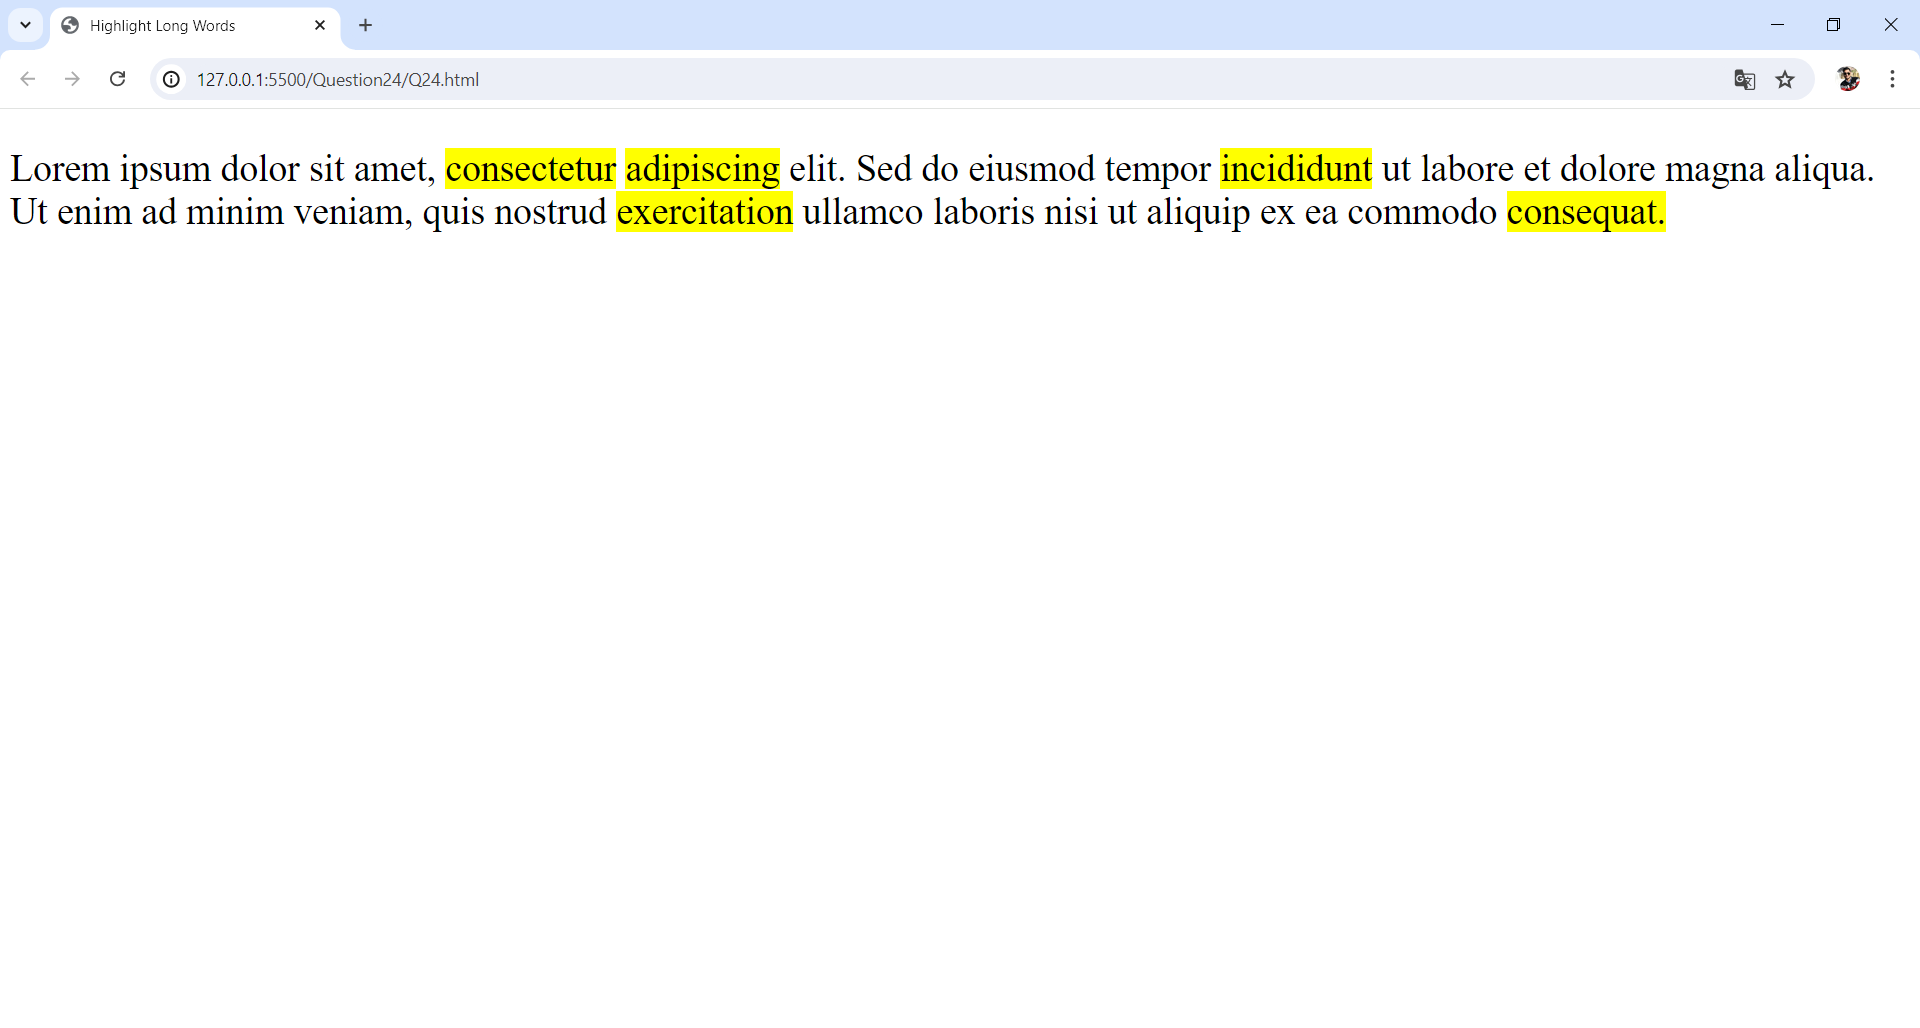 Highlight Long Words
127.0.0.1:5500/Question24/Q24.html
Lorem ipsum dolor sit amet, consectetur adipiscing elit. Sed do eiusmod tempor incididunt ut labore et dolore magna aliqua.
Ut enim ad minim veniam, quis nostrud exercitation ullamco laboris nisi ut aliquip ex ea commodo consequat.